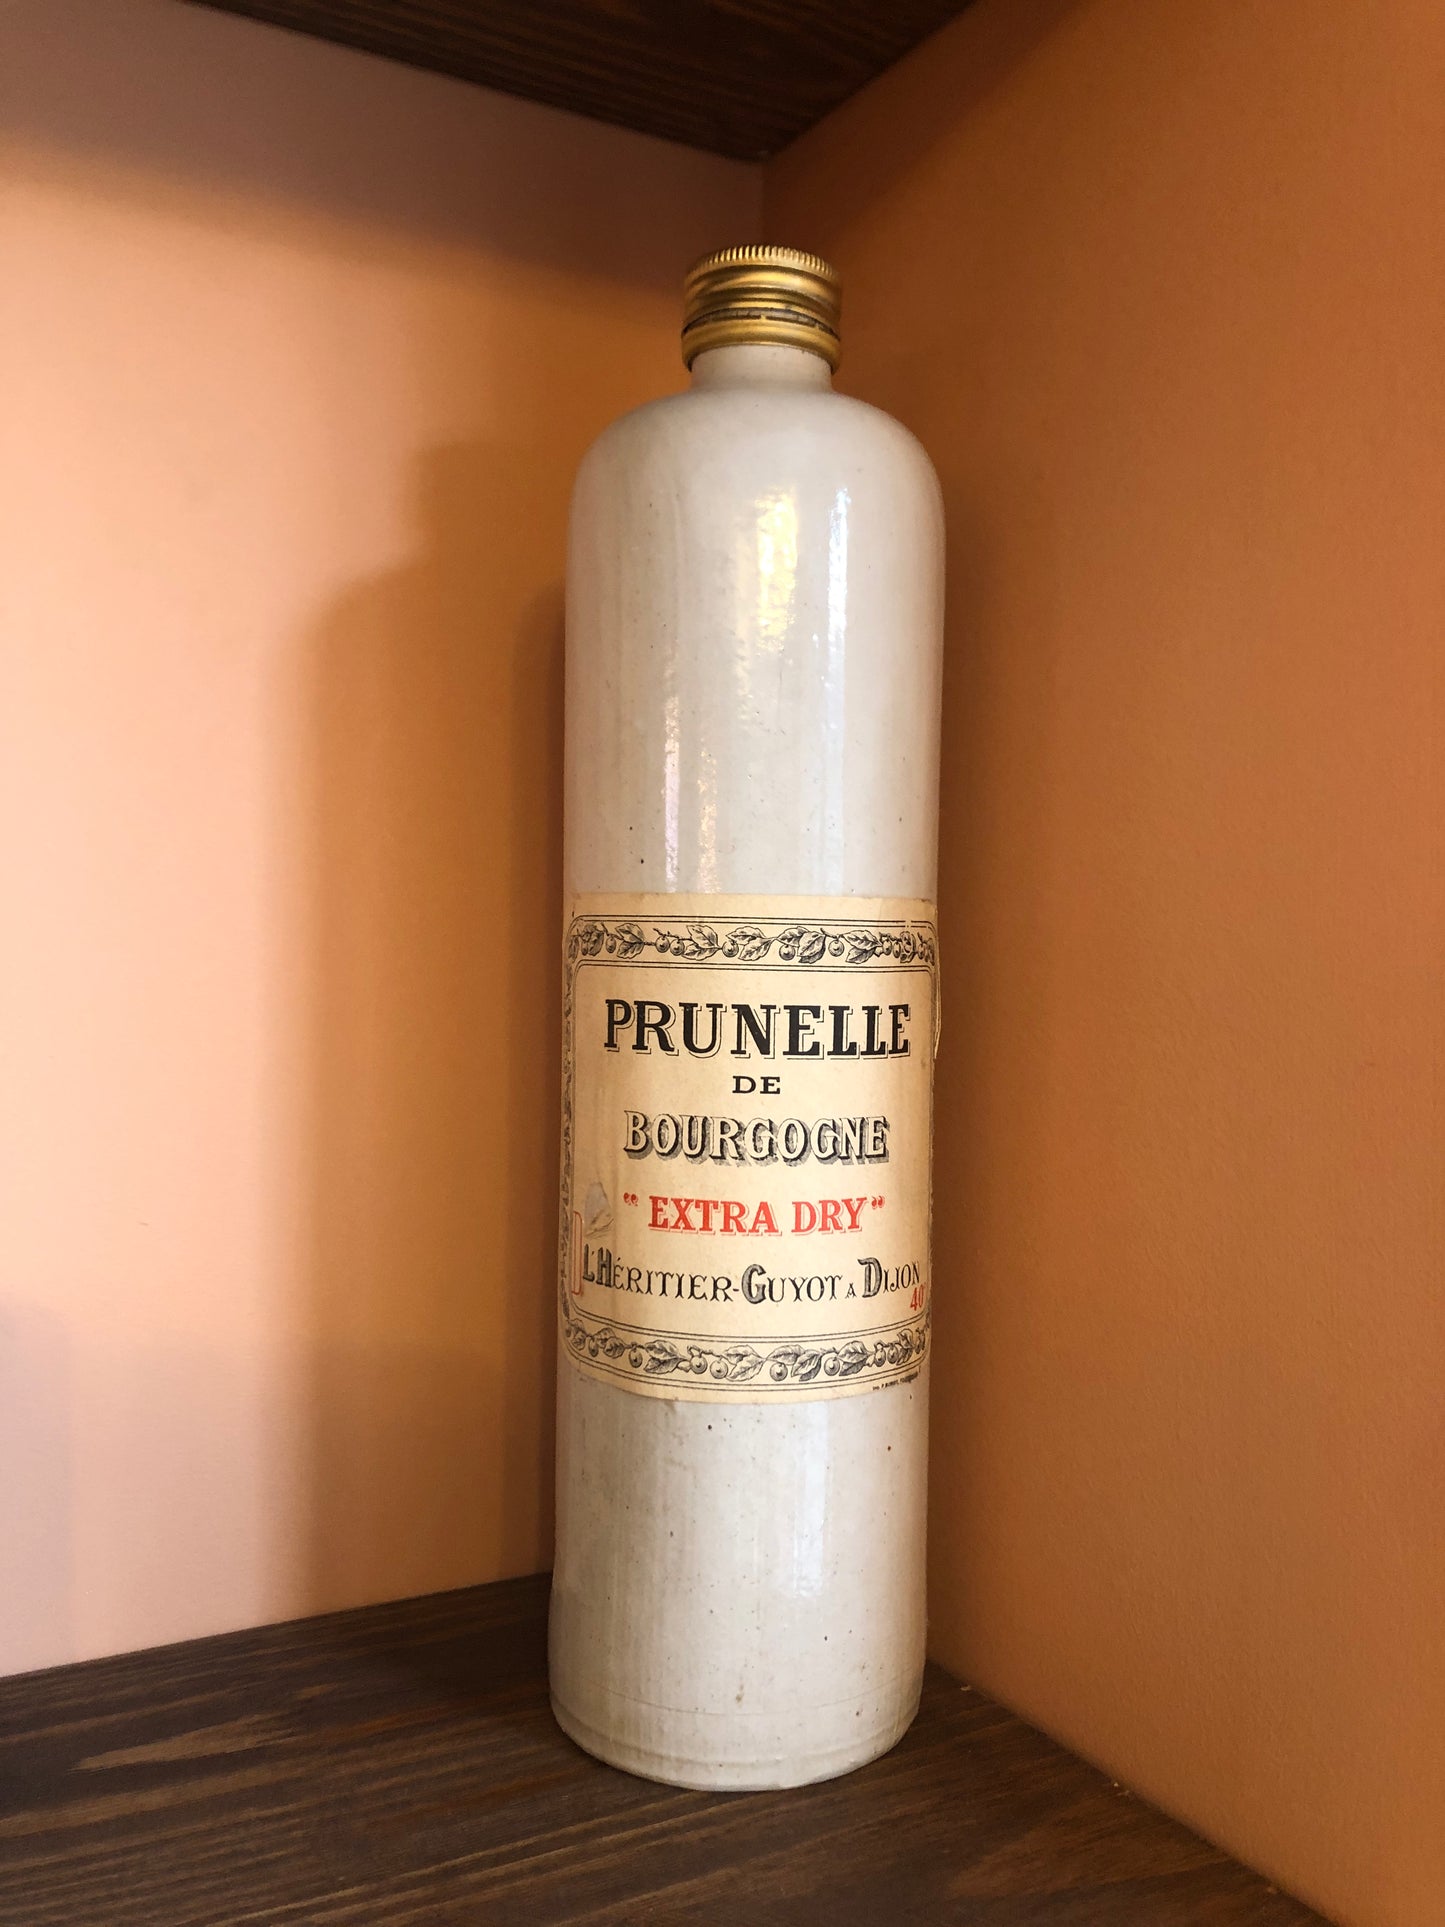 PRUNELLE
DE
BOURGOGNE
“ EXTRA DRY ”
L'HÉRITIER-GUYOT A DIJON
40°